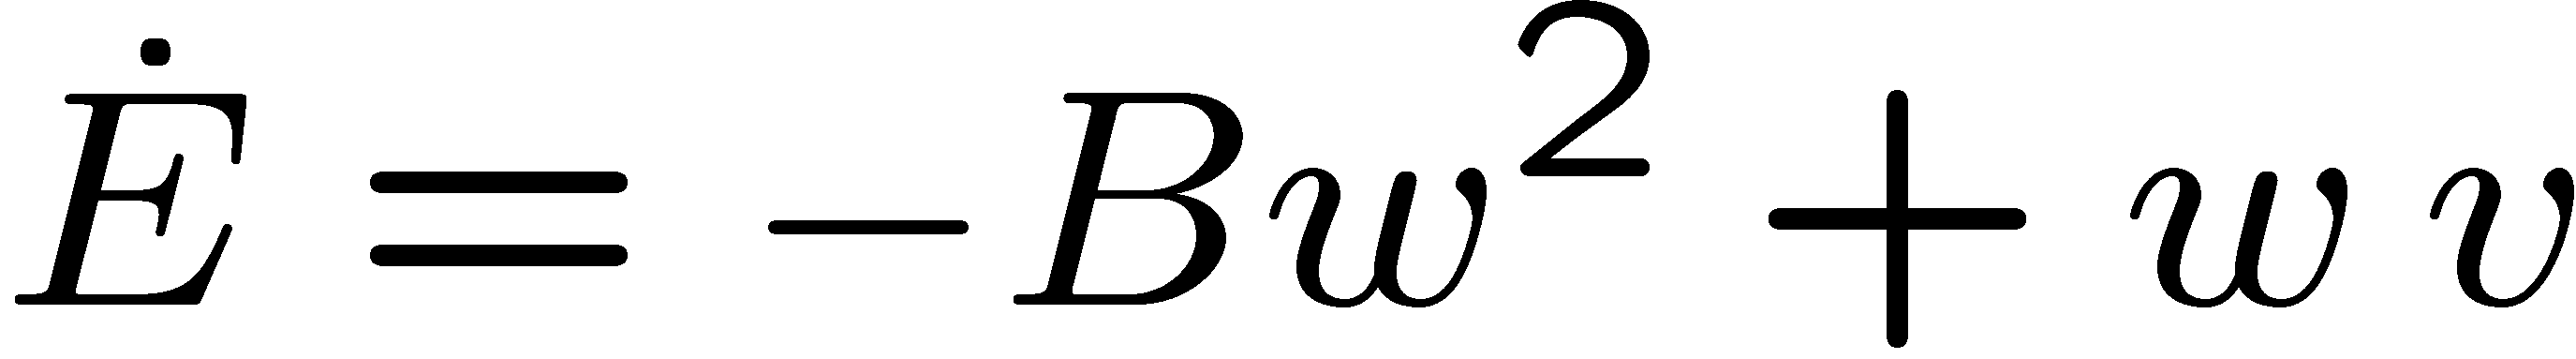 Ė = −Bw² + w v